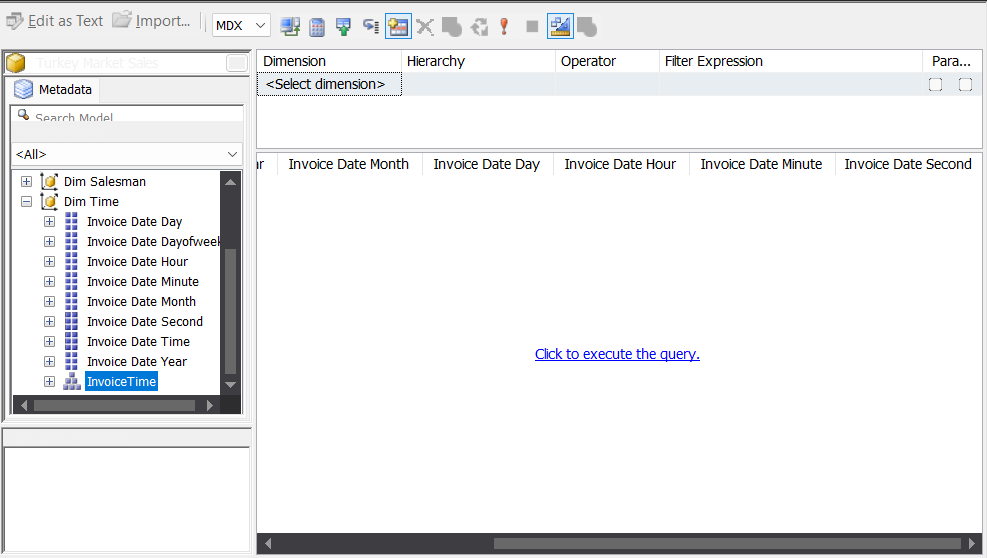 Edit as Text Import... MDX
Turkey Market Sales
Metadata
Search Model
<All>
Dim Salesman
Dim Time
Invoice Date Day
Invoice Date Dayofweek
Invoice Date Hour
Invoice Date Minute
Invoice Date Month
Invoice Date Second
Invoice Date Time
Invoice Date Year
InvoiceTime
Dimension Hierarchy Operator Filter Expression Para...
<Select dimension>
ar Invoice Date Month Invoice Date Day Invoice Date Hour Invoice Date Minute Invoice Date Second
Click to execute the query.